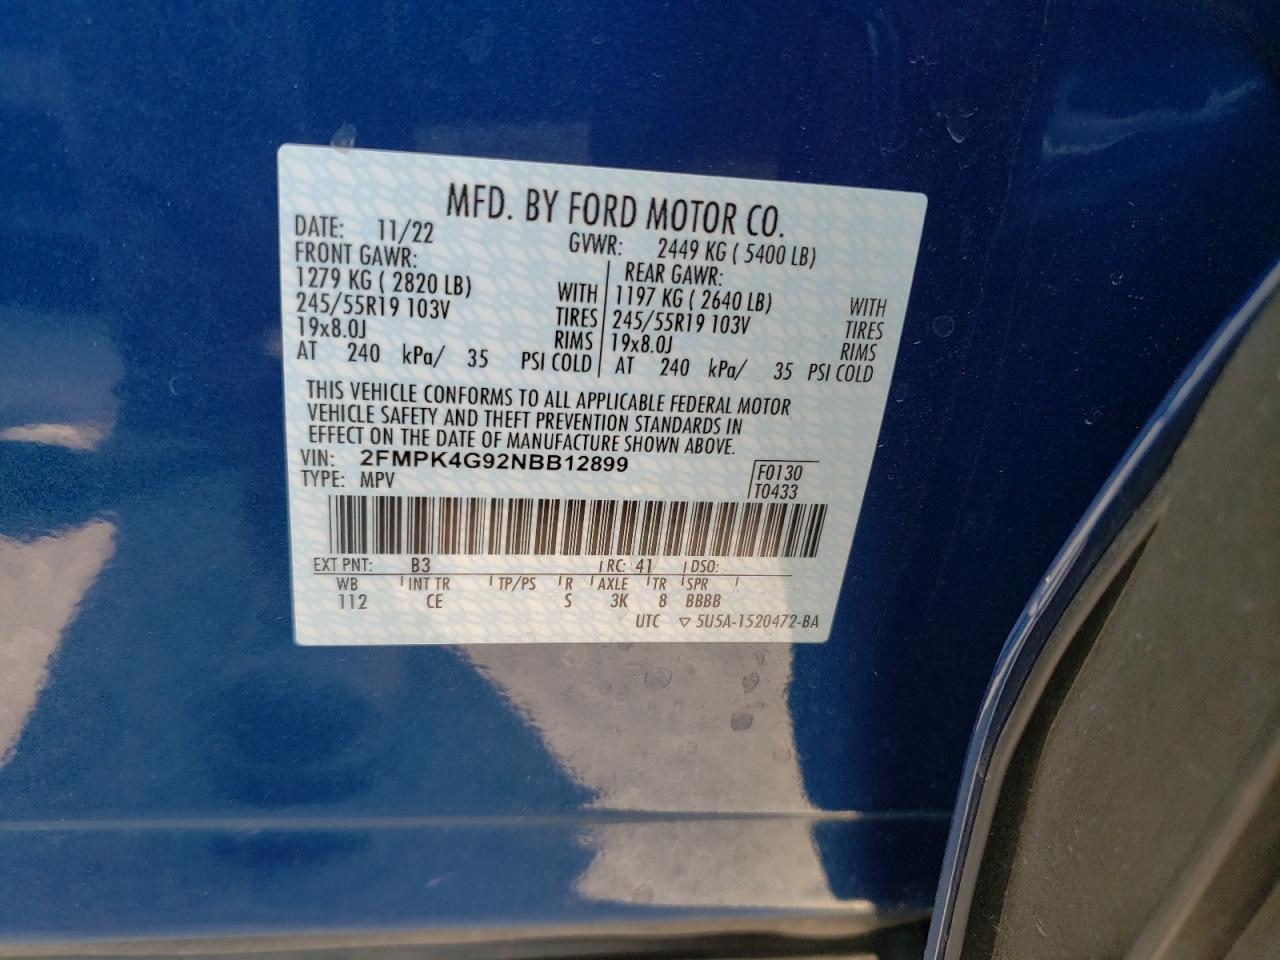 MFD. BY FORD MOTOR CO.
DATE: 11/22 GVWR: 2449 KG ( 5400 LB)
FRONT GAWR: REAR GAWR:
1279 KG ( 2820 LB) WITH 1197 KG ( 2640 LB) WITH
245/55R19 103V TIRES 245/55R19 103V TIRES
19x8.0J RIMS 19x8.0J RIMS
AT 240 kPa/ 35 PSI COLD AT 240 kPa/ 35 PSI COLD
THIS VEHICLE CONFORMS TO ALL APPLICABLE FEDERAL MOTOR
VEHICLE SAFETY AND THEFT PREVENTION STANDARDS IN
EFFECT ON THE DATE OF MANUFACTURE SHOWN ABOVE.
VIN: 2FMPK4G92NBB12899 F0130
TYPE: MPV T0433
EXT PNT: B3 RC: 41 DSO:
WB INT TR TP/PS R AXLE TR SPR
112 CE S 3K 8 BBBB
UTC ▽ 5U5A-1520472-BA